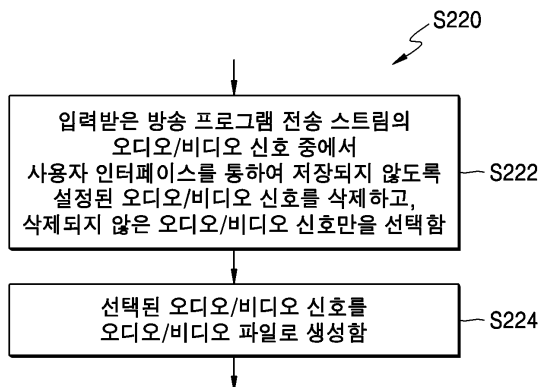 S220
입력받은 방송 프로그램 전송 스트림의
오디오/비디오 신호 중에서
사용자 인터페이스를 통하여 저장되지 않도록
설정된 오디오/비디오 신호를 삭제하고,
삭제되지 않은 오디오/비디오 신호만을 선택함
S222
선택된 오디오/비디오 신호를
오디오/비디오 파일로 생성함
S224